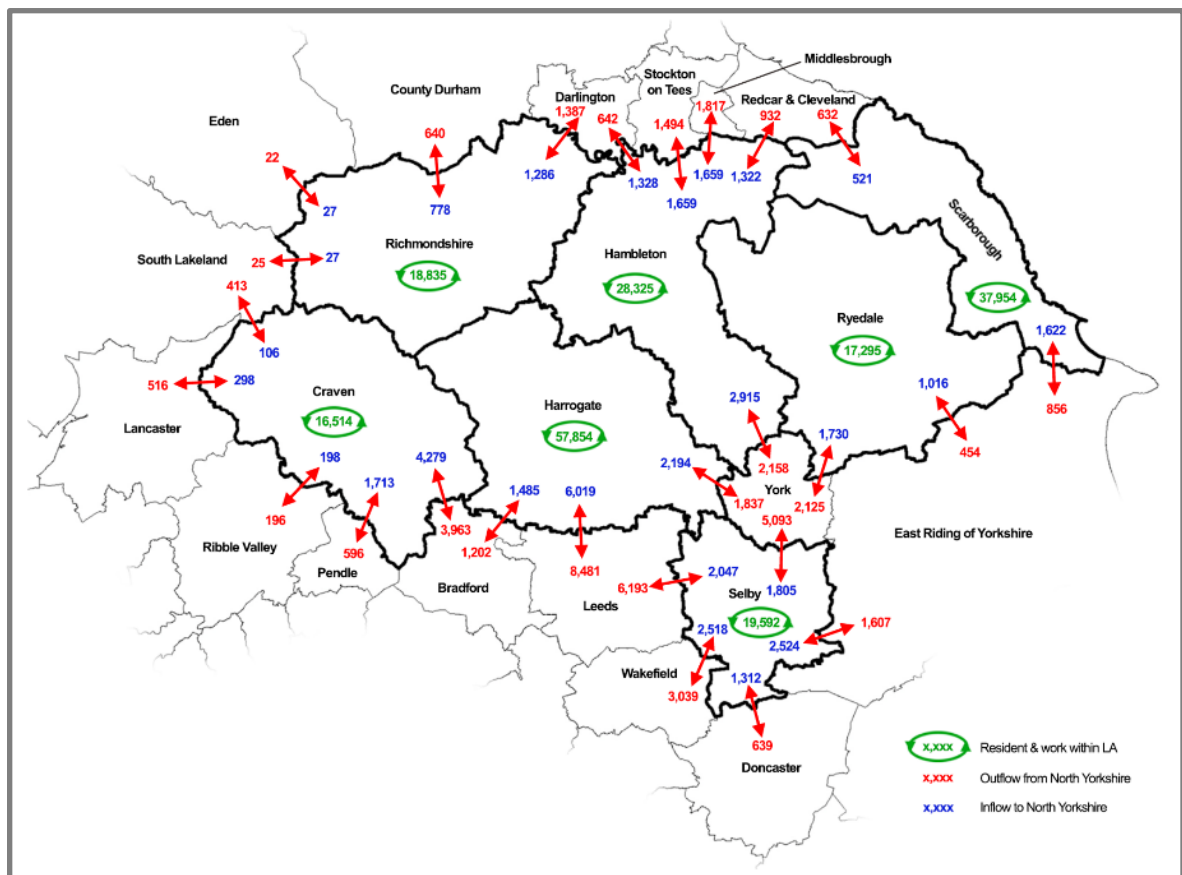 Middlesbrough
Stockton
on Tees
County Durham
Darlington
Redcar & Cleveland
1,387
642
1,494
1,817
932
632
Eden
640
22
1,286
1,328
1,659
1,659
1,322
521
27
778
Richmondshire
18,835
South Lakeland
25
27
413
106
Hambleton
28,325
Scarborough
37,954
1,622
856
Ryedale
17,295
1,016
454
516
298
Lancaster
Craven
16,514
198
196
1,713
596
4,279
3,963
Ribble Valley
Pendle
Bradford
Harrogate
57,854
1,485
1,202
6,019
8,481
Leeds
2,915
2,158
2,194
1,837
York
1,730
2,125
5,093
East Riding of Yorkshire
6,193
2,047
1,805
Selby
19,592
2,518
2,524
1,607
Wakefield
3,039
1,312
639
Doncaster
x,xxx Resident & work within LA
x,xxx Outflow from North Yorkshire
x,xxx Inflow to North Yorkshire